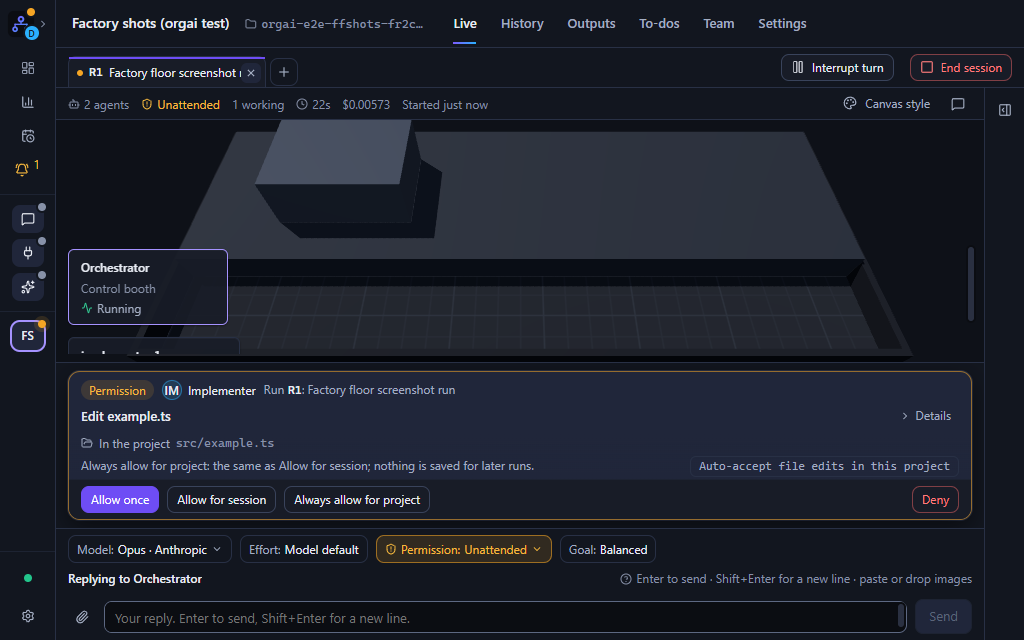 Factory shots (orgai test) orgai-e2e-ffshots-fr2c… Live History Outputs To-dos Team Settings
D
R1 Factory floor screenshot Interrupt turn End session
2 agents Unattended 1 working 22s $0.00573 Started just now Canvas style
1
Orchestrator
Control booth
Running
FS
Permission IM Implementer Run R1: Factory floor screenshot run
Edit example.ts Details
In the project src/example.ts
Always allow for project: the same as Allow for session; nothing is saved for later runs. Auto-accept file edits in this project
Allow once Allow for session Always allow for project Deny
Model: Opus · Anthropic Effort: Model default Permission: Unattended Goal: Balanced
Replying to Orchestrator Enter to send · Shift+Enter for a new line · paste or drop images
Your reply. Enter to send, Shift+Enter for a new line. Send